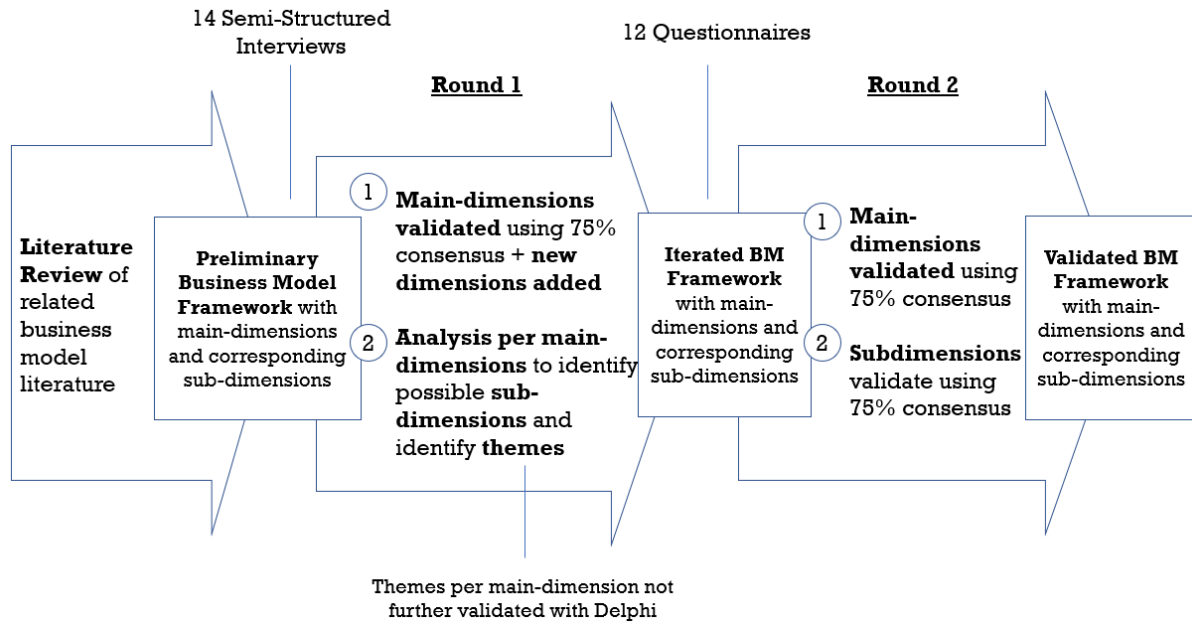 14 Semi-Structured
Interviews
12 Questionnaires
Round 1
Round 2
Literature
Review of
related
business
model
literature
Preliminary
Business Model
Framework with
main-dimensions
and corresponding
sub-dimensions
1
Main-dimensions
validated using 75%
consensus + new
dimensions added
2
Analysis per main-
dimensions to identify
possible sub-
dimensions and
identify themes
Iterated BM
Framework
with main-
dimensions and
corresponding
sub-dimensions
1
Main-
dimensions
validated using
75% consensus
2
Subdimensions
validate using
75% consensus
Validated BM
Framework
with main-
dimensions and
corresponding
sub-dimensions
Themes per main-dimension not
further validated with Delphi